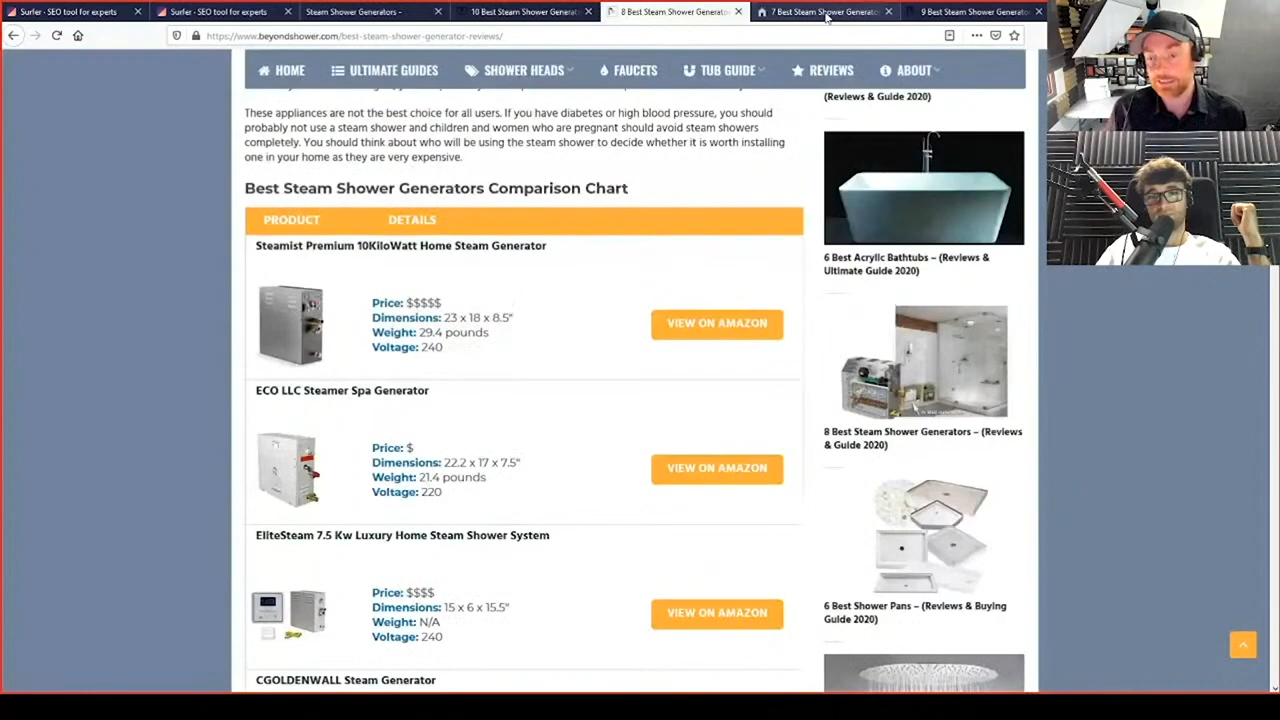 Surfer - SEO tool for experts
Surfer - SEO tool for experts
Steam Shower Generators -
10 Best Steam Shower Generato
8 Best Steam Shower Generato
7 Best Steam Shower Generato
9 Best Steam Shower Generato
https://www.beyondshower.com/best-steam-shower-generator-reviews/
HOME
ULTIMATE GUIDES
SHOWER HEADS
FAUCETS
TUB GUIDE
REVIEWS
ABOUT
These appliances are not the best choice for all users. If you have diabetes or high blood pressure, you should
probably not use a steam shower and children and women who are pregnant should avoid steam showers
completely. You should think about who will be using the steam shower to decide whether it is worth installing
one in your home as they are very expensive.
Best Steam Shower Generators Comparison Chart
PRODUCT DETAILS
Steamist Premium 10KiloWatt Home Steam Generator
Price: $$$$$
Dimensions: 23 x 18 x 8.5"
Weight: 29.4 pounds
Voltage: 240
VIEW ON AMAZON
ECO LLC Steamer Spa Generator
Price: $
Dimensions: 22.2 x 17 x 7.5"
Weight: 21.4 pounds
Voltage: 220
VIEW ON AMAZON
EliteSteam 7.5 Kw Luxury Home Steam Shower System
Price: $$$$
Dimensions: 15 x 6 x 15.5"
Weight: N/A
Voltage: 240
VIEW ON AMAZON
CGOLDENWALL Steam Generator
(Reviews & Guide 2020)
6 Best Acrylic Bathtubs – (Reviews &
Ultimate Guide 2020)
8 Best Steam Shower Generators – (Reviews
& Guide 2020)
6 Best Shower Pans – (Reviews & Buying
Guide 2020)